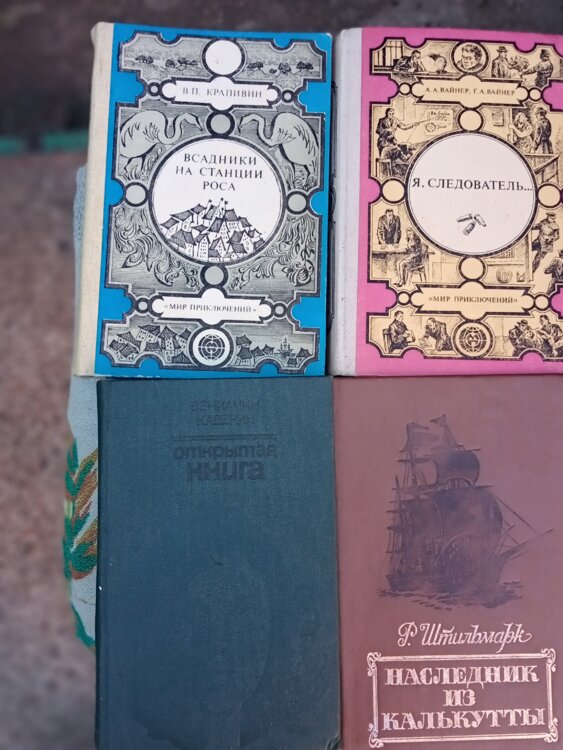 В.П. КРАПИВИН
ВСАДНИКИ
НА СТАНЦИИ
РОСА
"МИР ПРИКЛЮЧЕНИЙ"
А.А.ВАЙНЕР, Г.А.ВАЙНЕР
Я, СЛЕДОВАТЕЛЬ...
"МИР ПРИКЛЮЧЕНИЙ"
ВЕНИАМИН
КАВЕРИН
открытая
книга
Р. Штильмарк
НАСЛЕДНИК
ИЗ
КАЛЬКУТТЫ